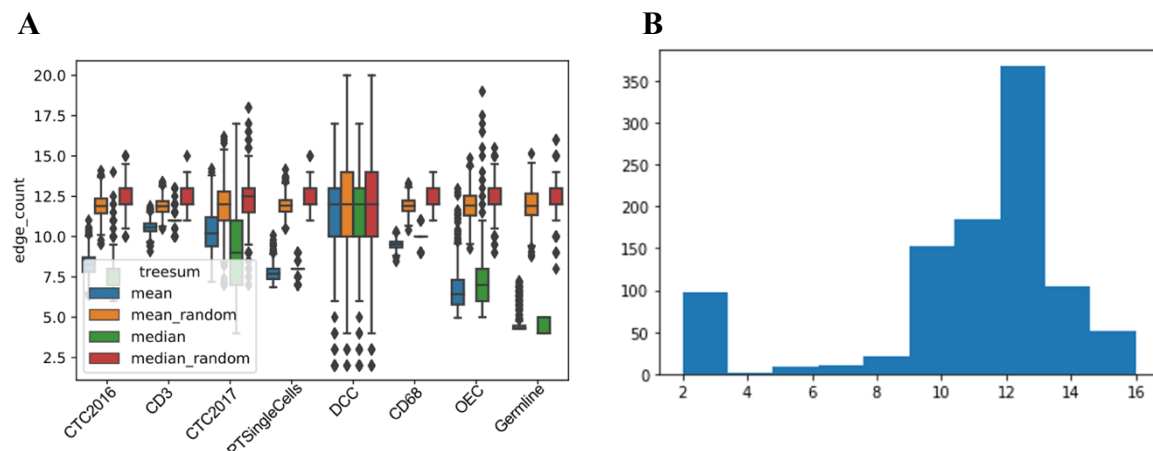 A
B
20.0
17.5
15.0
12.5
10.0
7.5
5.0
2.5
edge_count
treesum
mean
mean_random
median
median_random
CTC2016
CD3
CTC2017
PTSingleCells
DCC
CD68
OEC
Germline
350
300
250
200
150
100
50
0
2 4 6 8 10 12 14 16